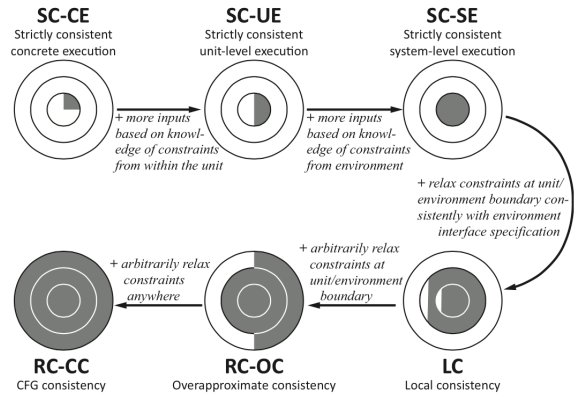 SC-CE
Strictly consistent
concrete execution
SC-UE
Strictly consistent
unit-level execution
SC-SE
Strictly consistent
system-level execution
+ more inputs
based on knowl-
edge of constraints
from within the unit
+ more inputs
based on knowl-
edge of constraints
from environment
+ relax constraints at unit/
environment boundary con-
sistently with environment
interface specification
+ arbitrarily relax
constraints
anywhere
+ arbitrarily relax
constraints at
unit/environment
boundary
RC-CC
CFG consistency
RC-OC
Overapproximate consistency
LC
Local consistency